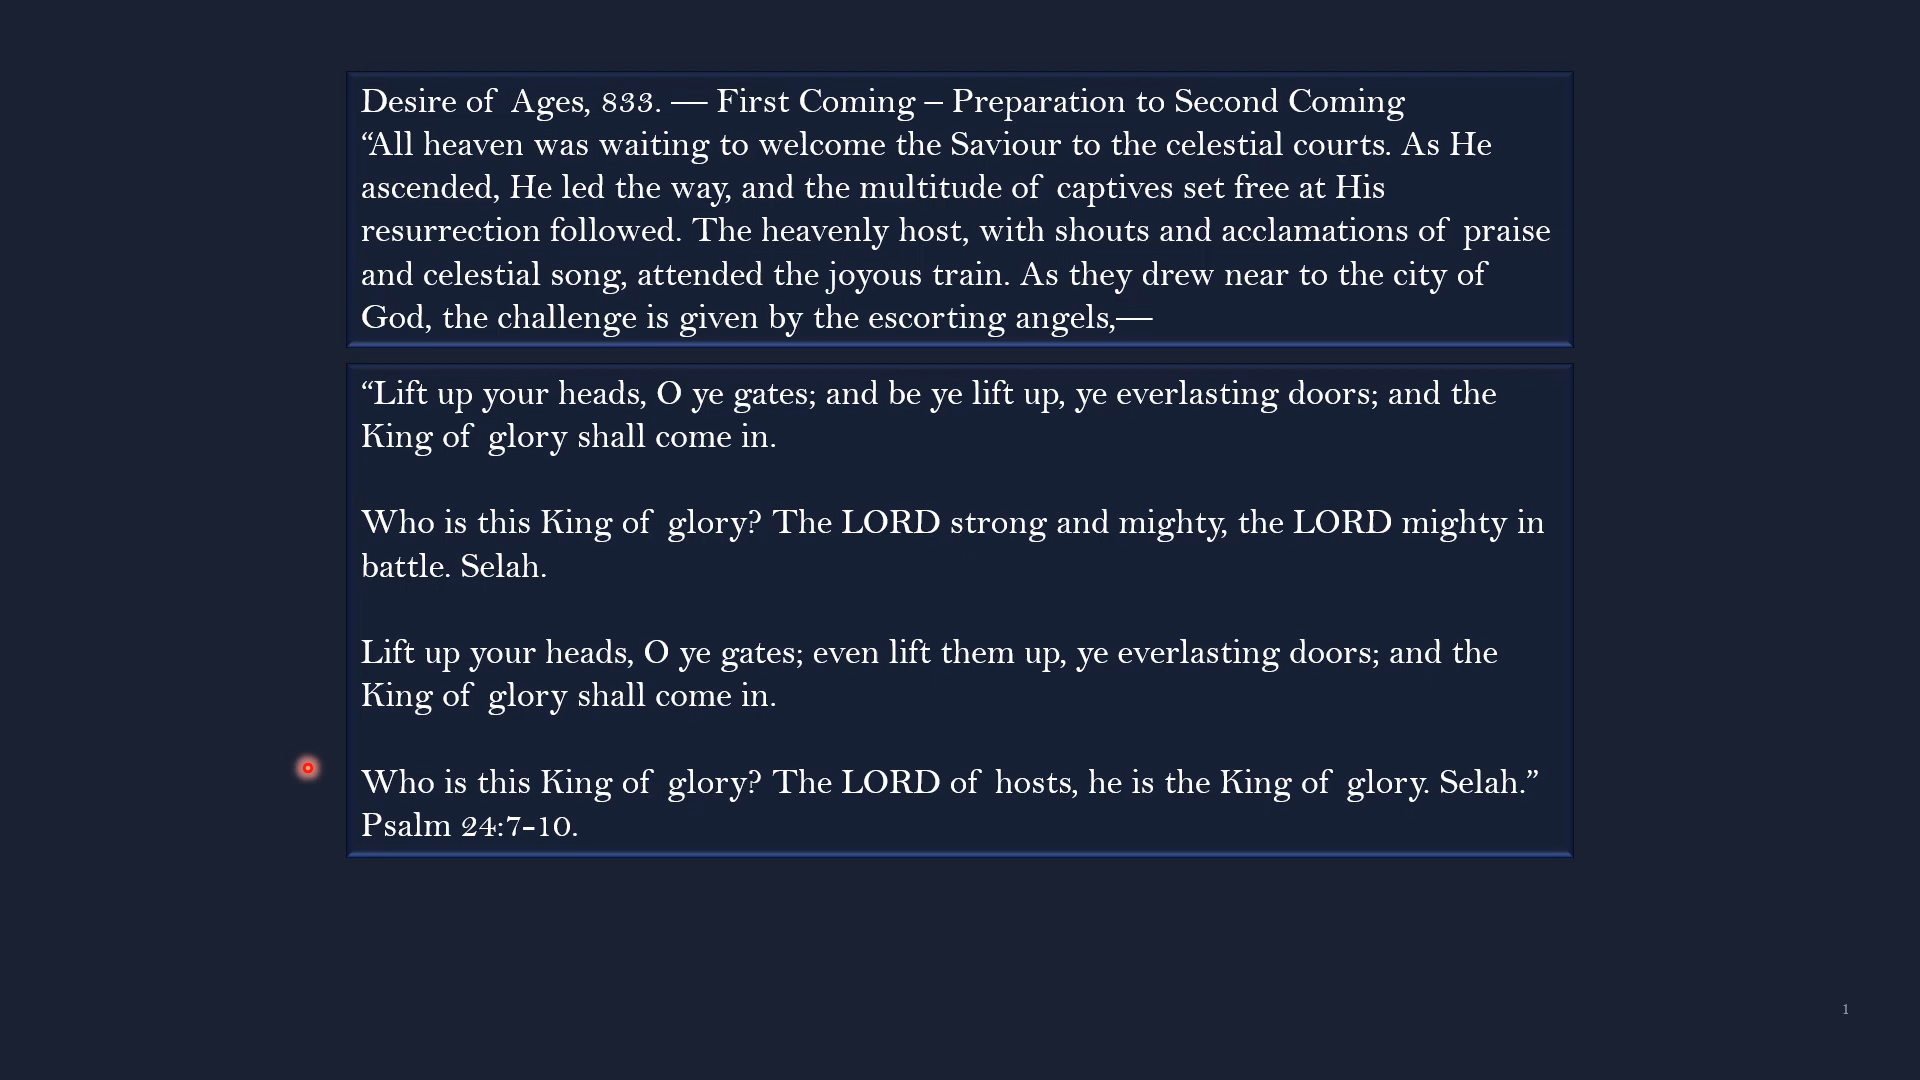 Desire of Ages, 833. — First Coming – Preparation to Second Coming
“All heaven was waiting to welcome the Saviour to the celestial courts. As He
ascended, He led the way, and the multitude of captives set free at His
resurrection followed. The heavenly host, with shouts and acclamations of praise
and celestial song, attended the joyous train. As they drew near to the city of
God, the challenge is given by the escorting angels,—
“Lift up your heads, O ye gates; and be ye lift up, ye everlasting doors; and the
King of glory shall come in.
Who is this King of glory? The LORD strong and mighty, the LORD mighty in
battle. Selah.
Lift up your heads, O ye gates; even lift them up, ye everlasting doors; and the
King of glory shall come in.
Who is this King of glory? The LORD of hosts, he is the King of glory. Selah.”
Psalm 24:7-10.
1